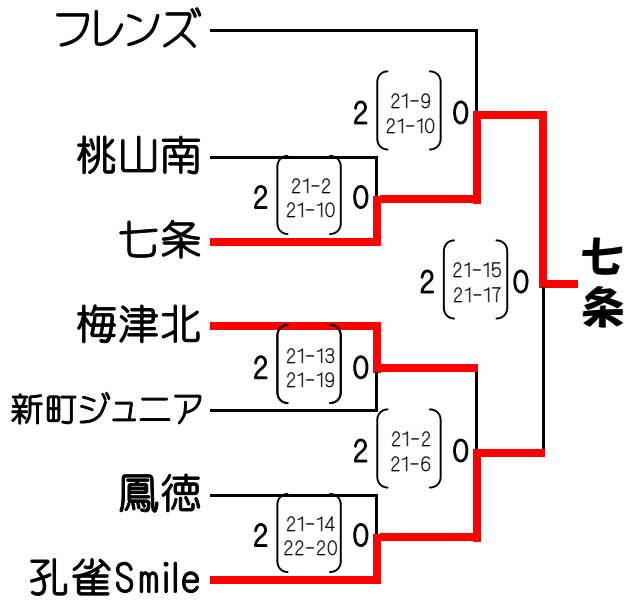 フレンズ
2 21-9 0
21-10
桃山南
2 21-2 0
21-10
七条
2 21-15 0
21-17
七条
梅津北
2 21-13 0
21-19
新町ジュニア
2 21-2 0
21-6
鳳徳
2 21-14 0
22-20
孔雀Smile